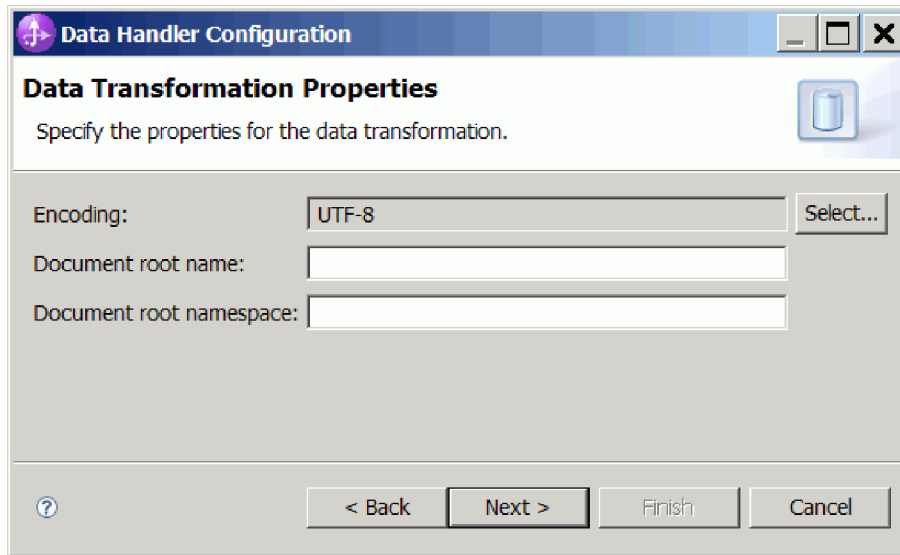 Data Handler Configuration
Data Transformation Properties
Specify the properties for the data transformation.
Encoding: UTF-8 Select...
Document root name:
Document root namespace:
? < Back Next > Finish Cancel